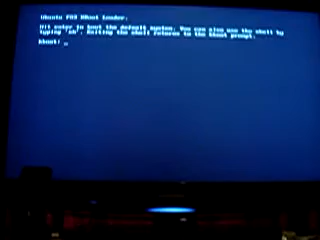 Ubuntu PS3 Kboot Loader.
Hit enter to boot the default system. You can also use the shell by
typing 'sh'. Exiting the shell returns to the kboot prompt.
kboot: _